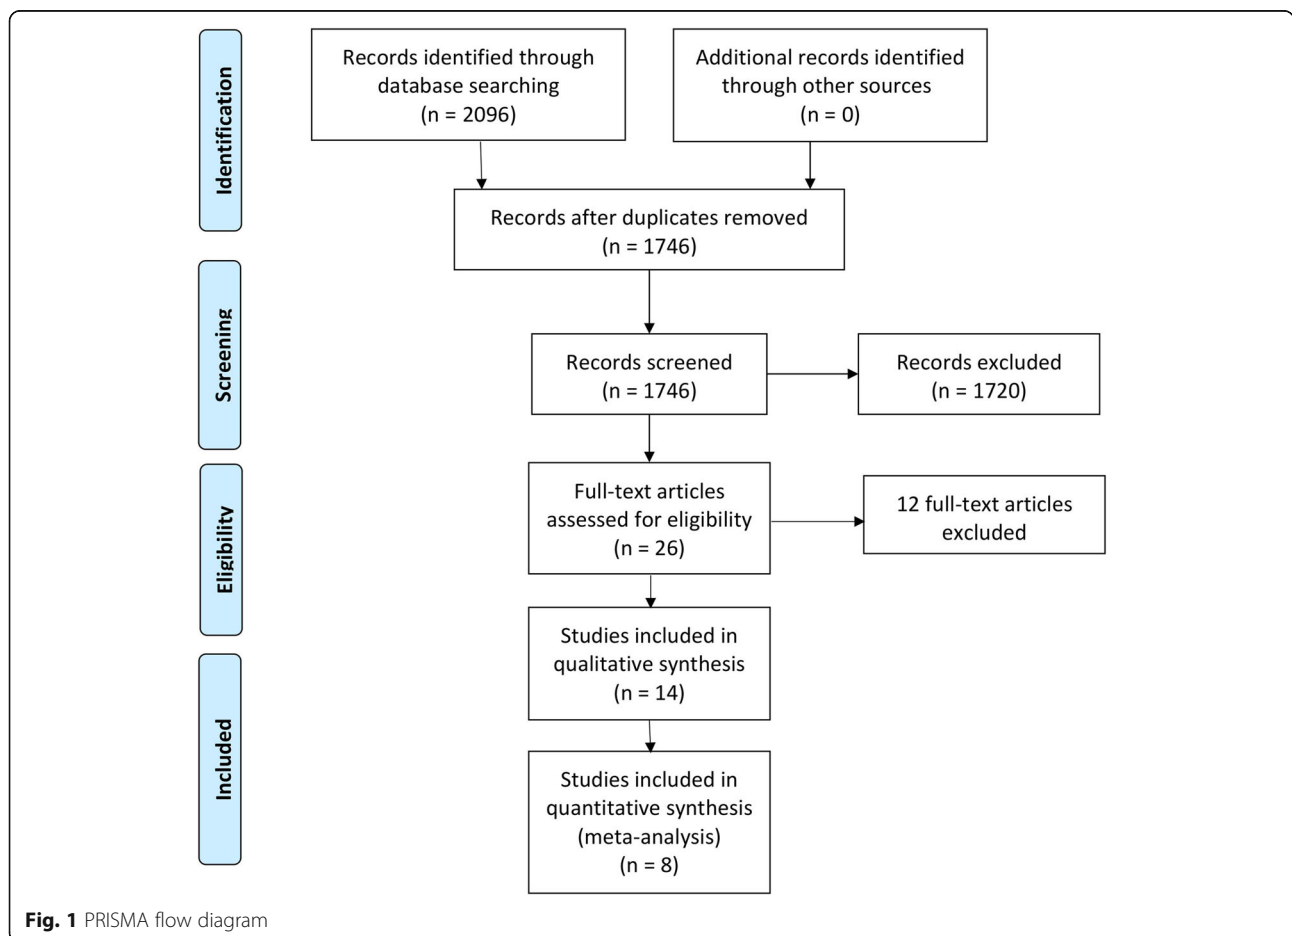 Identification
Records identified through
database searching
(n = 2096)
Additional records identified
through other sources
(n = 0)
Records after duplicates removed
(n = 1746)
Screening
Records screened
(n = 1746)
Records excluded
(n = 1720)
Eligibility
Full-text articles
assessed for eligibility
(n = 26)
12 full-text articles
excluded
Studies included in
qualitative synthesis
(n = 14)
Included
Studies included in
quantitative synthesis
(meta-analysis)
(n = 8)
Fig. 1 PRISMA flow diagram